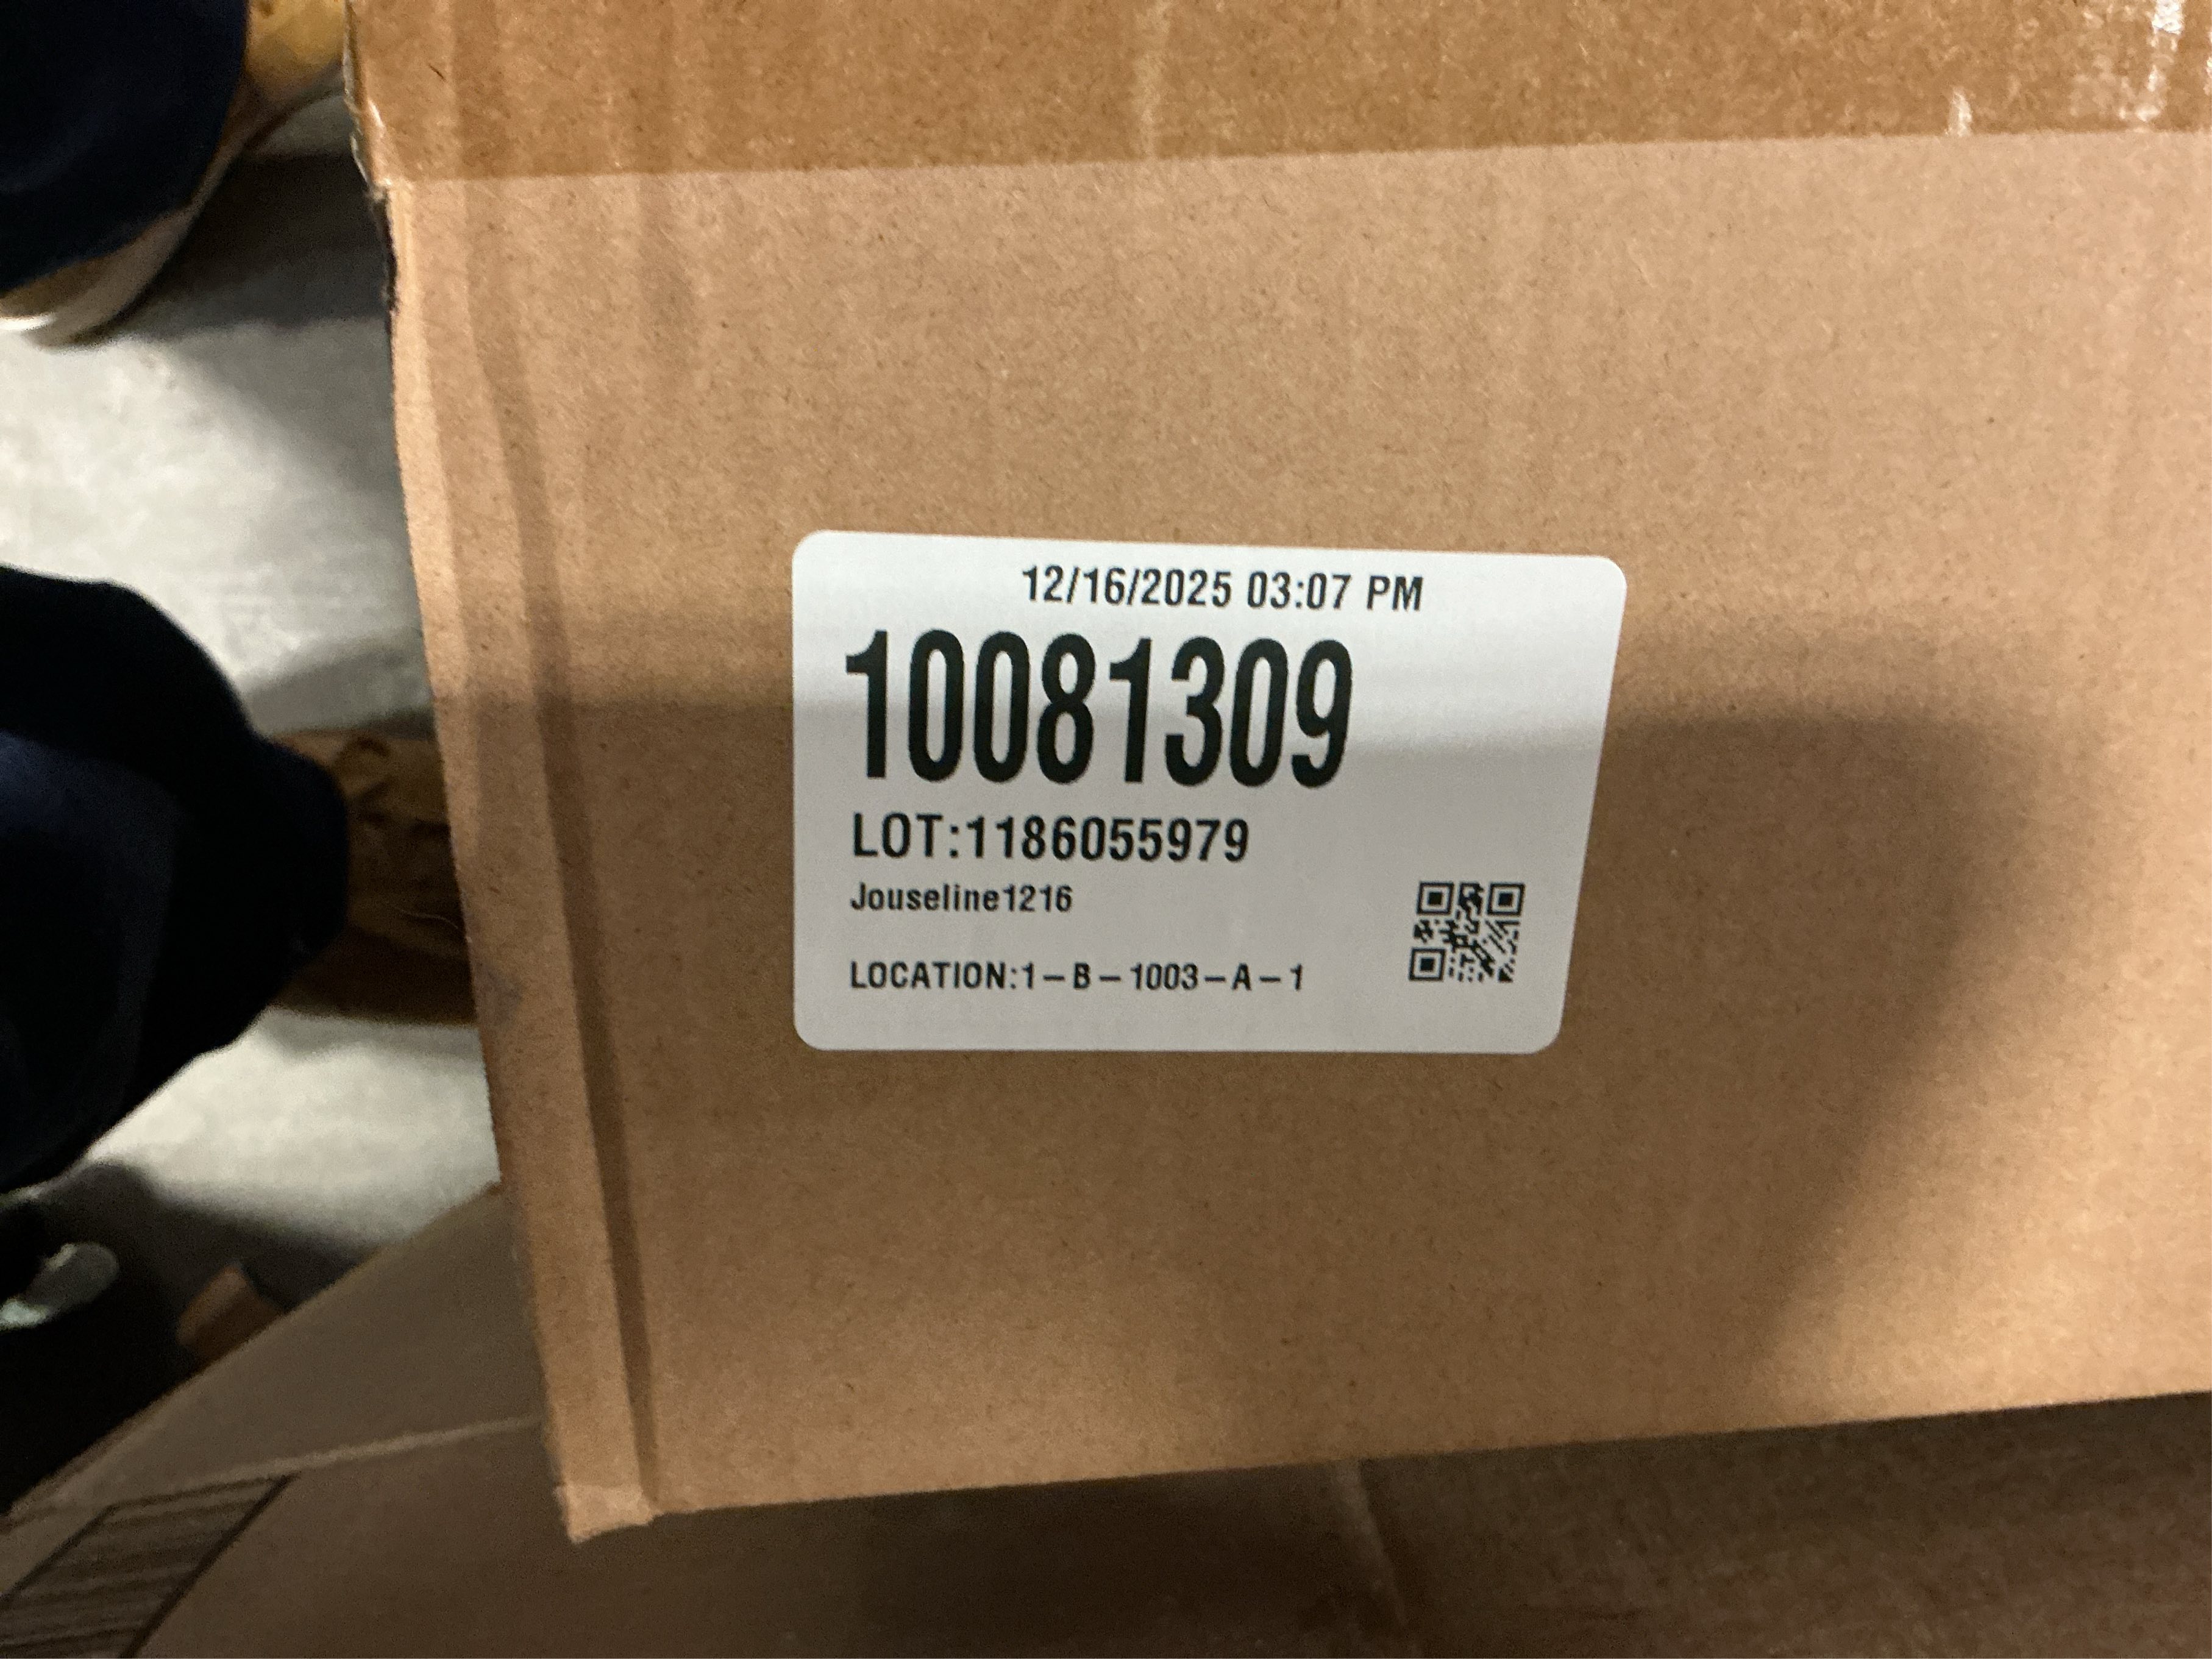 12/16/2025 03:07 PM
10081309
LOT:1186055979
Jouseline1216
LOCATION:1–B–1003–A–1